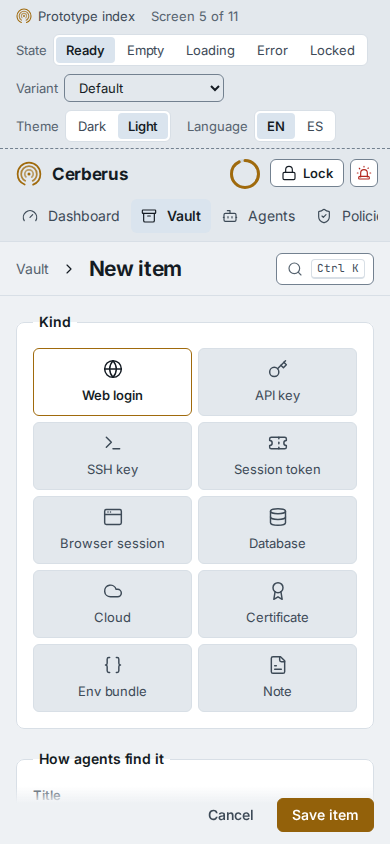 Prototype index Screen 5 of 11
State Ready Empty Loading Error Locked
Variant Default
Theme Dark Light Language EN ES
Cerberus Lock
Dashboard Vault Agents
Vault New item Ctrl K
Kind
Web login API key
SSH key Session token
Browser session Database
Cloud Certificate
Env bundle Note
How agents find it
Title
Cancel Save item